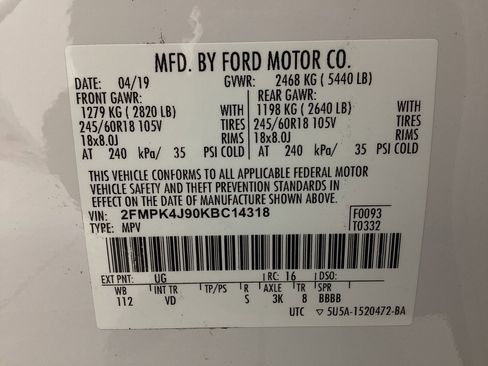 MFD. BY FORD MOTOR CO.
DATE: 04/19 GVWR: 2468 KG ( 5440 LB)
FRONT GAWR: REAR GAWR:
1279 KG ( 2820 LB) WITH 1198 KG ( 2640 LB) WITH
245/60R18 105V TIRES 245/60R18 105V TIRES
18x8.0J RIMS 18x8.0J RIMS
AT 240 kPa/ 35 PSI COLD AT 240 kPa/ 35 PSI COLD
THIS VEHICLE CONFORMS TO ALL APPLICABLE FEDERAL MOTOR
VEHICLE SAFETY AND THEFT PREVENTION STANDARDS IN
EFFECT ON THE DATE OF MANUFACTURE SHOWN ABOVE.
VIN: 2FMPK4J90KBC14318 F0093
TYPE: MPV T0332
EXT PNT: UG RC: 16 DSO:
WB INT TR TP/PS R AXLE TR SPR
112 VD S 3K 8 BBBB
UTC ▽ 5U5A-1520472-BA